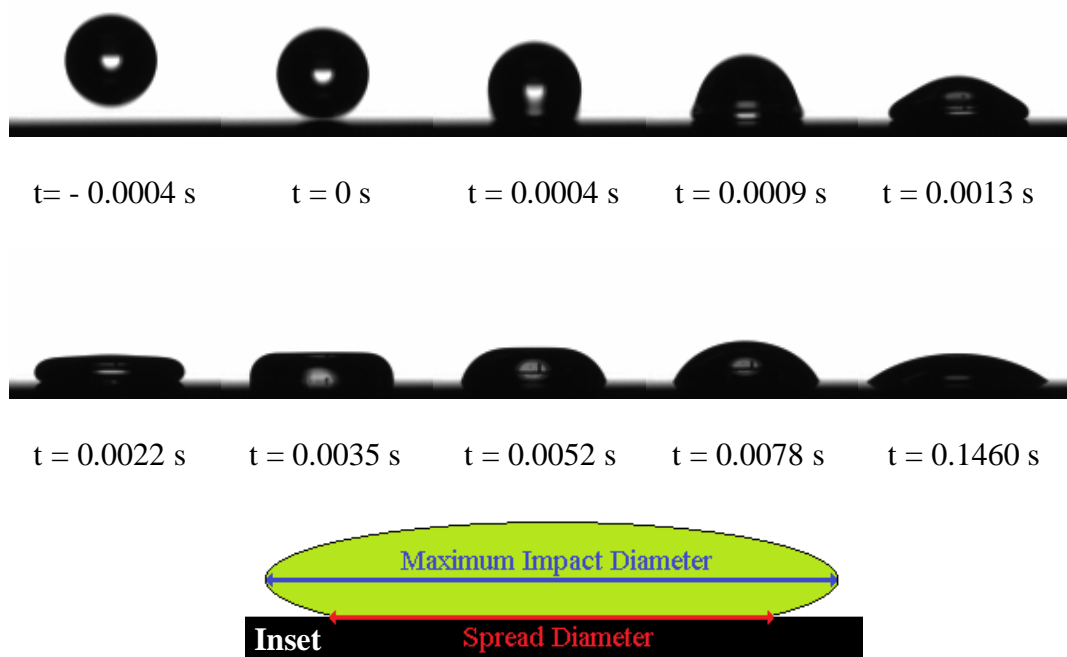 t= - 0.0004 s t = 0 s t = 0.0004 s t = 0.0009 s t = 0.0013 s
t = 0.0022 s t = 0.0035 s t = 0.0052 s t = 0.0078 s t = 0.1460 s
Maximum Impact Diameter
Inset Spread Diameter